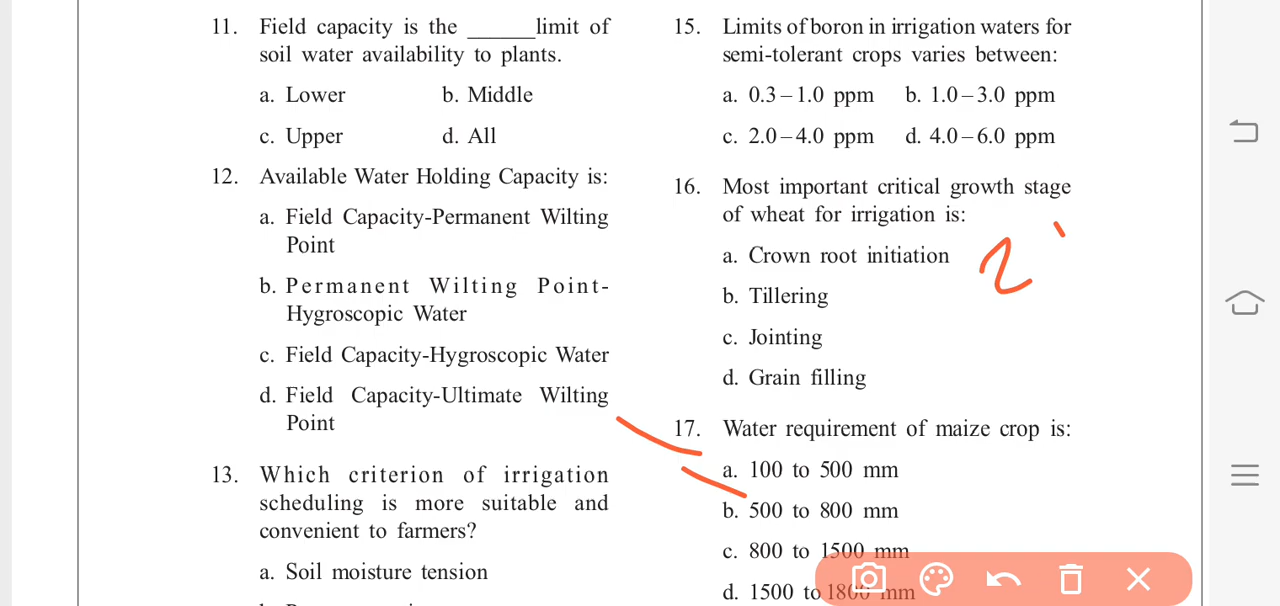 11. Field capacity is the ______limit of
soil water availability to plants.
a. Lower b. Middle
c. Upper d. All
12. Available Water Holding Capacity is:
a. Field Capacity-Permanent Wilting
Point
b. Permanent Wilting Point-
Hygroscopic Water
c. Field Capacity-Hygroscopic Water
d. Field Capacity-Ultimate Wilting
Point
13. Which criterion of irrigation
scheduling is more suitable and
convenient to farmers?
a. Soil moisture tension
15. Limits of boron in irrigation waters for
semi-tolerant crops varies between:
a. 0.3–1.0 ppm b. 1.0–3.0 ppm
c. 2.0–4.0 ppm d. 4.0–6.0 ppm
16. Most important critical growth stage
of wheat for irrigation is:
a. Crown root initiation
2
b. Tillering
c. Jointing
d. Grain filling
17. Water requirement of maize crop is:
a. 100 to 500 mm
b. 500 to 800 mm
c. 800 to 1500 mm
d. 1500 to 1800 mm